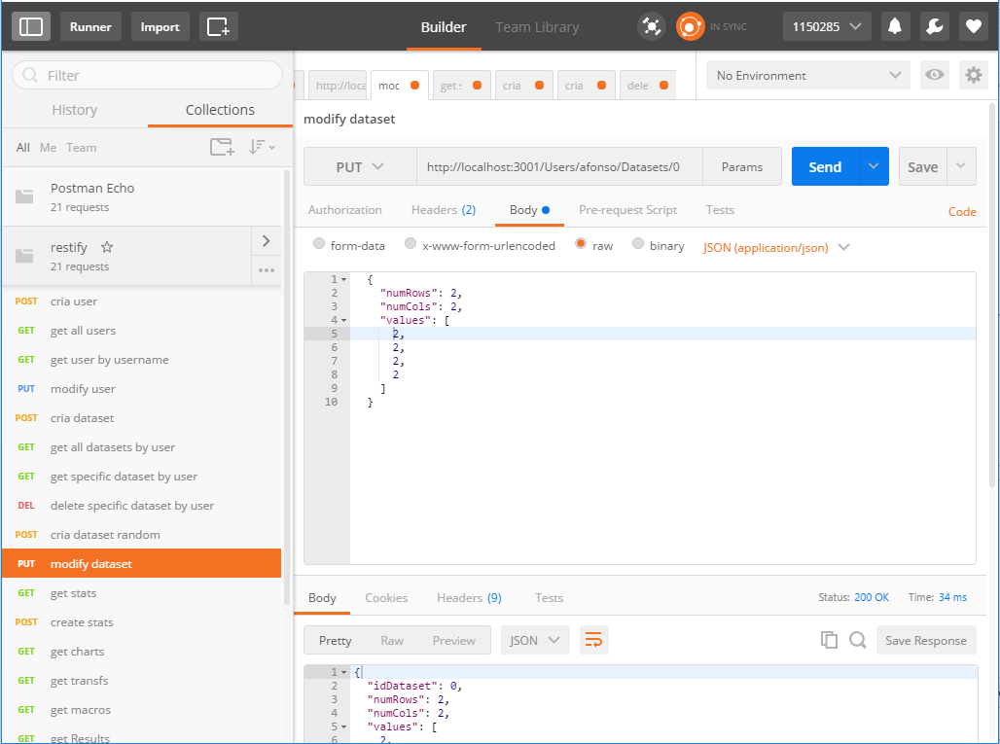 Runner Import Builder Team Library IN SYNC 1150285
Filter
History Collections
All Me Team
Postman Echo
21 requests
restify
21 requests
POST cria user
GET get all users
GET get user by username
PUT modify user
POST cria dataset
GET get all datasets by user
GET get specific dataset by user
DEL delete specific dataset by user
POST cria dataset random
PUT modify dataset
GET get stats
POST create stats
GET get charts
GET get transfs
GET get macros
GET get Results
http://loca moc get s cria cria dele No Environment
modify dataset
PUT http://localhost:3001/Users/afonso/Datasets/0 Params Send Save
Authorization Headers (2) Body Pre-request Script Tests Code
form-data x-www-form-urlencoded raw binary JSON (application/json)
1 {
2 "numRows": 2,
3 "numCols": 2,
4 "values": [
5 2,
6 2,
7 2,
8 2
9 ]
10 }
Body Cookies Headers (9) Tests Status: 200 OK Time: 34 ms
Pretty Raw Preview JSON Save Response
1 {
2 "idDataset": 0,
3 "numRows": 2,
4 "numCols": 2,
5 "values": [
6 2,